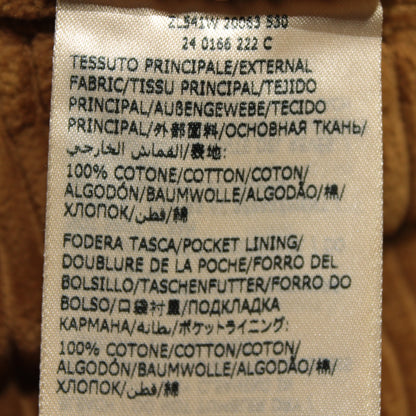 ZL541W 20063 530
24 0166 222 C
TESSUTO PRINCIPALE/EXTERNAL
FABRIC/TISSU PRINCIPAL/TEJIDO
PRINCIPAL/AUßENGEWEBE/TECIDO
PRINCIPAL/外部面料/ОСНОВНАЯ ТКАНЬ/
القماش الخارجي/表地:
100% COTONE/COTTON/COTON/
ALGODÓN/BAUMWOLLE/ALGODÃO/棉/
ХЛОПОК/قطن/綿
FODERA TASCA/POCKET LINING/
DOUBLURE DE LA POCHE/FORRO DEL
BOLSILLO/TASCHENFUTTER/FORRO DO
BOLSO/口袋衬里/ПОДКЛАДКА
КАРМАНА/بطانة/ポケットライニング:
100% COTONE/COTTON/COTON/
ALGODÓN/BAUMWOLLE/ALGODÃO/棉/
ХЛОПОК/قطن/綿